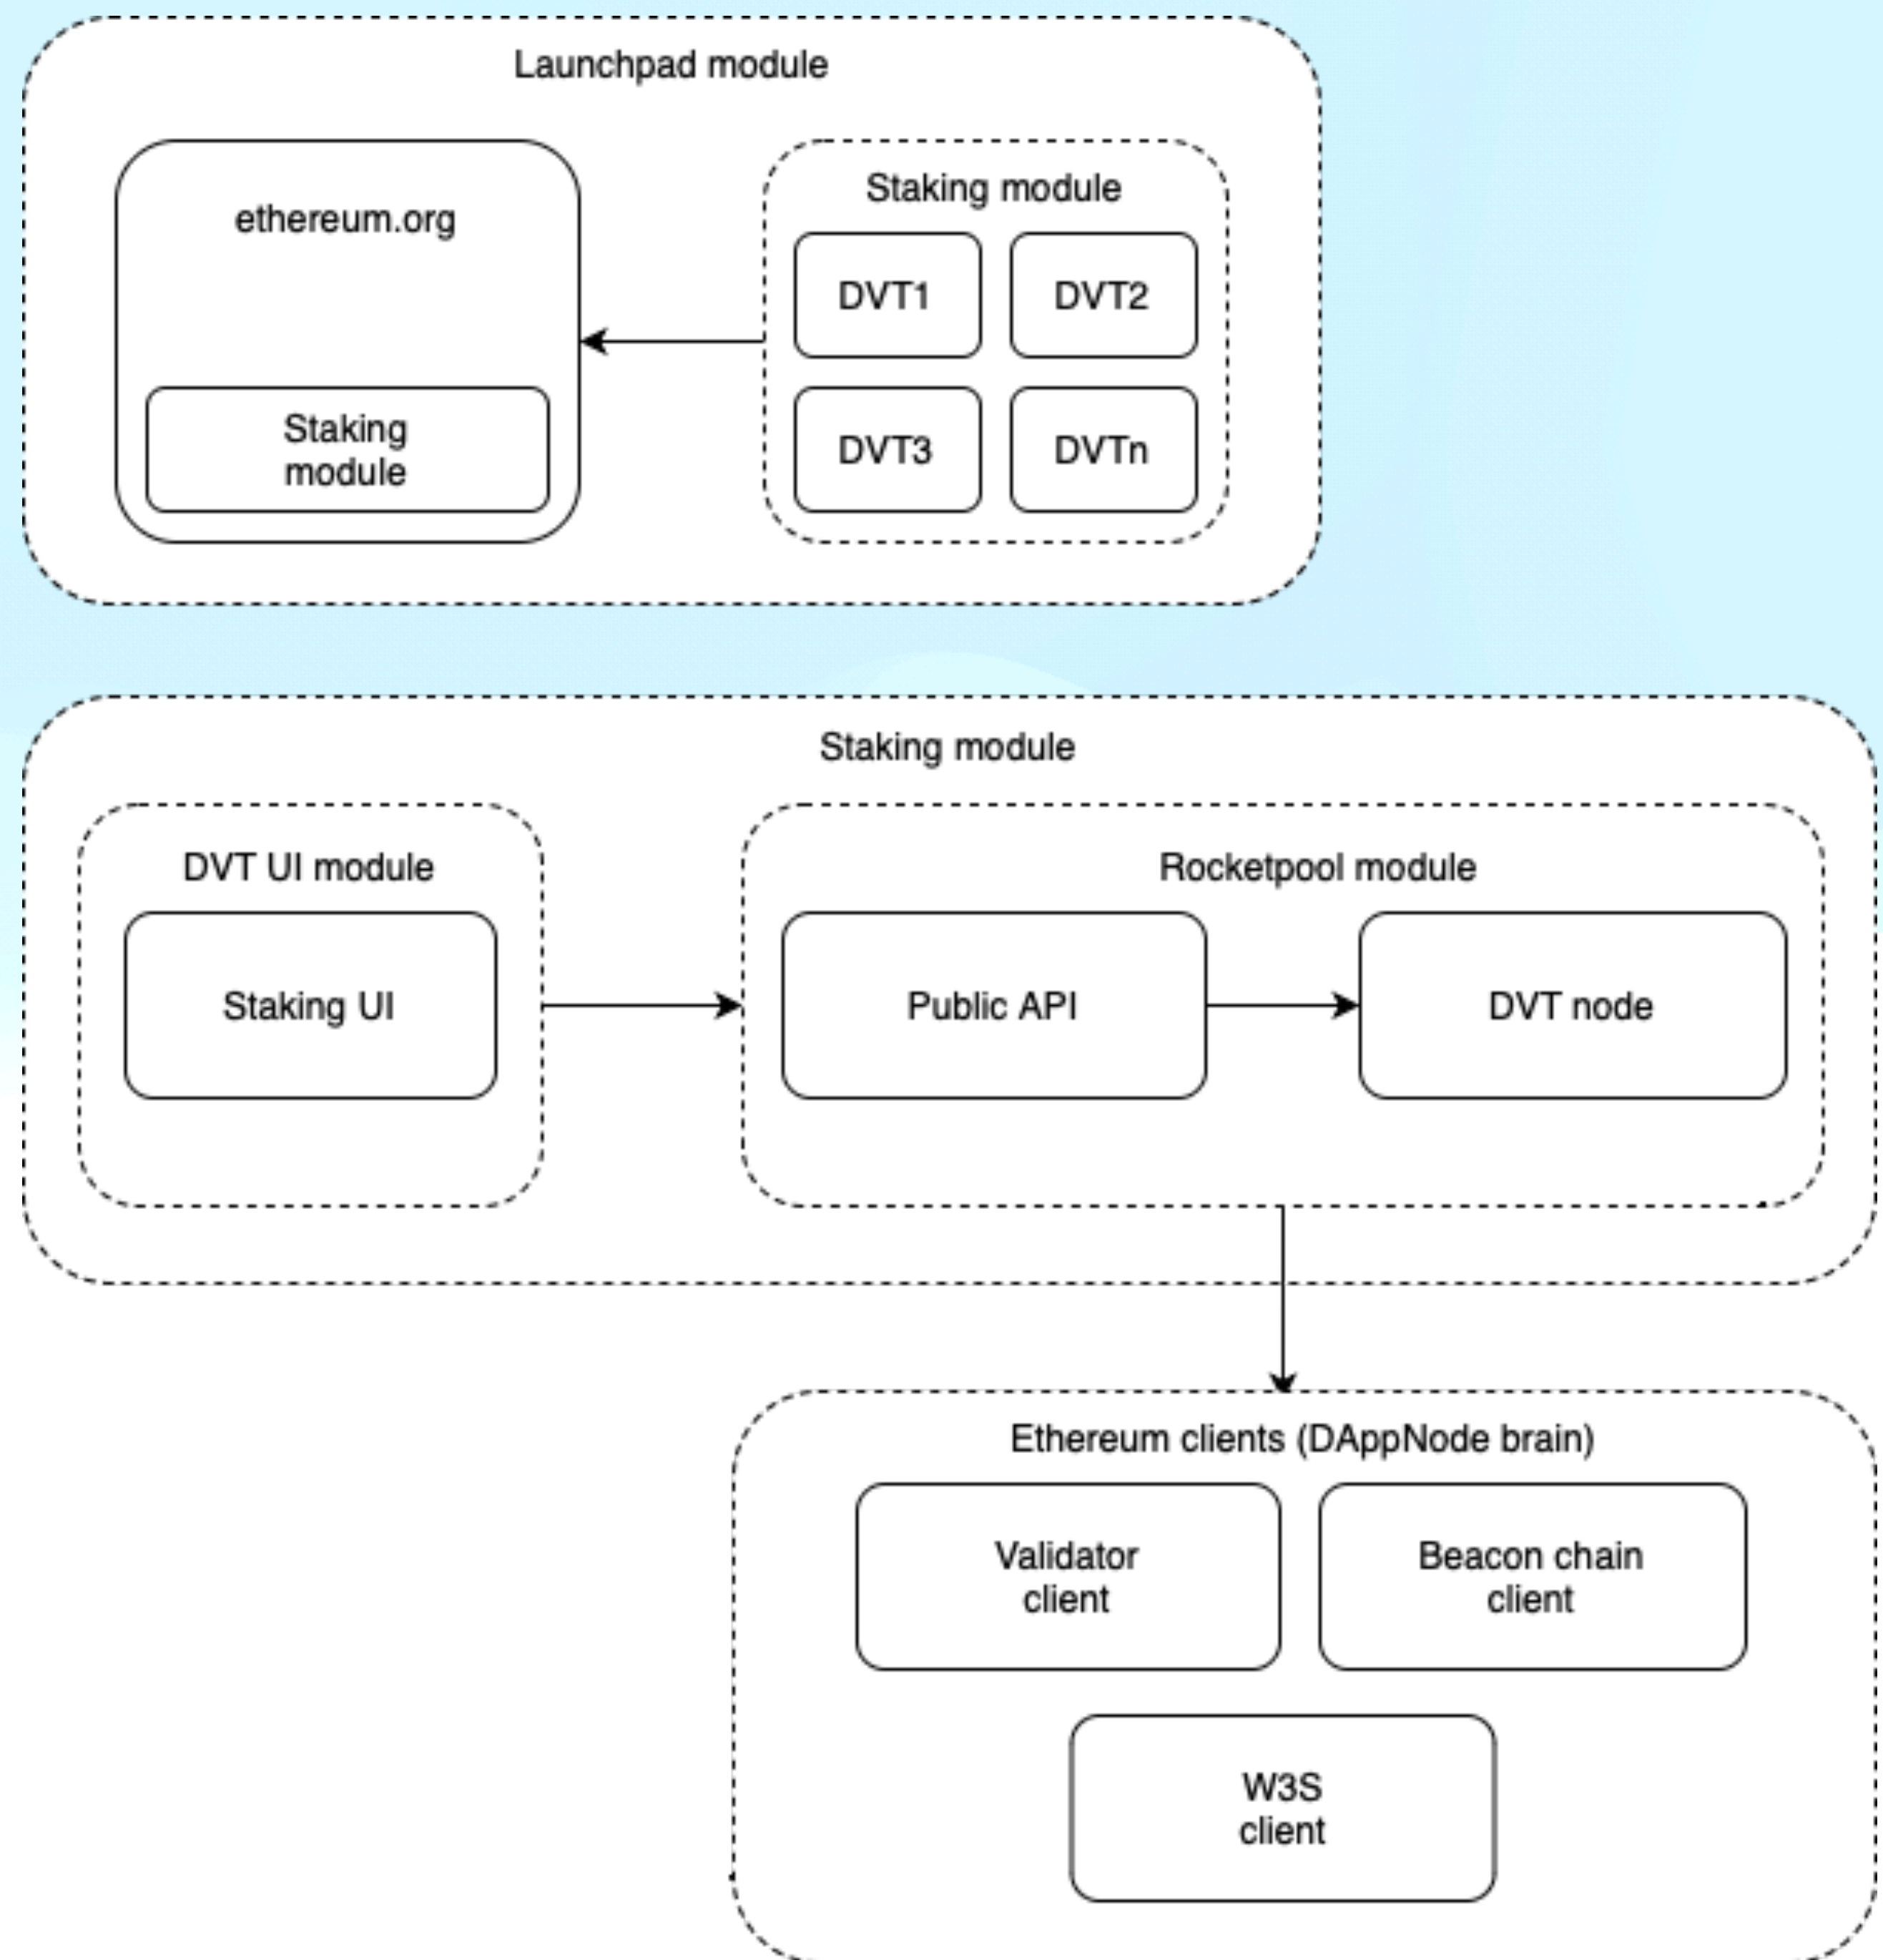 Launchpad module
ethereum.org
Staking
module
Staking module
DVT1
DVT2
DVT3
DVTn
Staking module
DVT UI module
Staking UI
Rocketpool module
Public API
DVT node
Ethereum clients (DAppNode brain)
Validator
client
Beacon chain
client
W3S
client